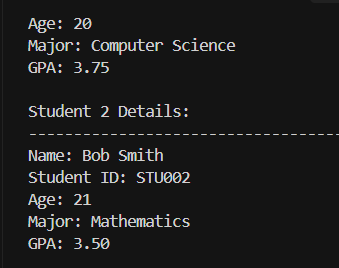 Age: 20
Major: Computer Science
GPA: 3.75

Student 2 Details:
-----------------------------------
Name: Bob Smith
Student ID: STU002
Age: 21
Major: Mathematics
GPA: 3.50